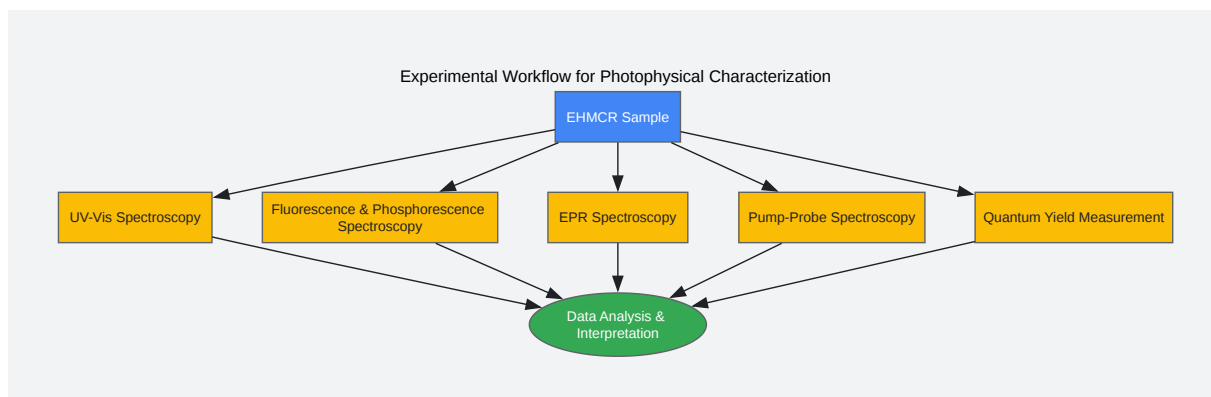 Experimental Workflow for Photophysical Characterization
EHMCR Sample
UV-Vis Spectroscopy
Fluorescence & Phosphorescence
Spectroscopy
EPR Spectroscopy
Pump-Probe Spectroscopy
Quantum Yield Measurement
Data Analysis &
Interpretation